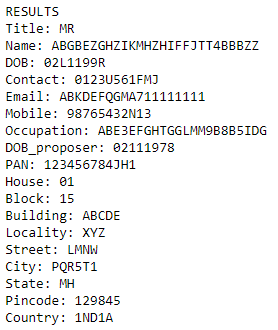 RESULTS
Title: MR
Name: ABGBEZGHZIKMHZHIFFJTT4BBBZZ
DOB: 02L1199R
Contact: 0123U561FMJ
Email: ABKDEFQGMA711111111
Mobile: 98765432N13
Occupation: ABE3EFGHTGGLMM9B8B5IDG
DOB_proposer: 02111978
PAN: 123456784JH1
House: 01
Block: 15
Building: ABCDE
Locality: XYZ
Street: LMNW
City: PQR5T1
State: MH
Pincode: 129845
Country: 1ND1A